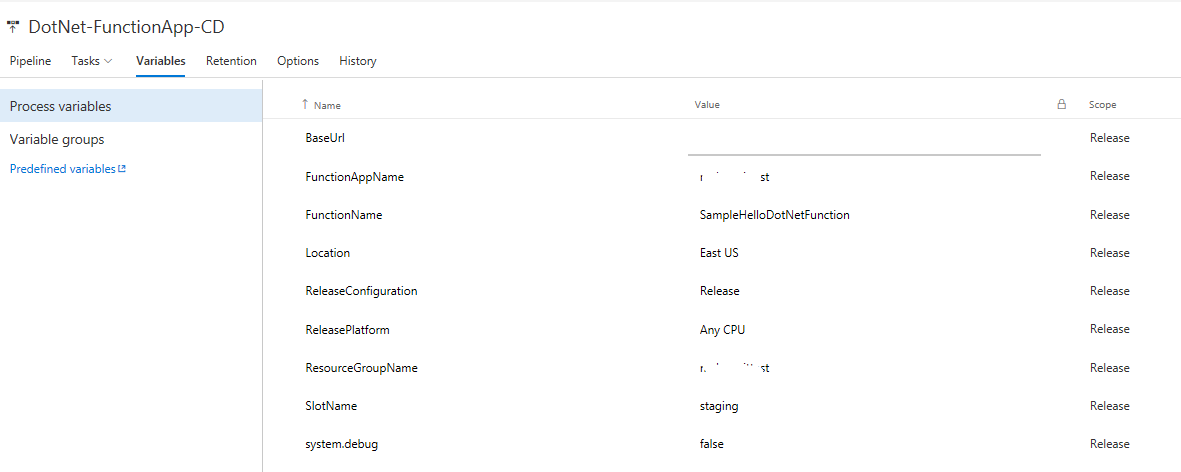 DotNet-FunctionApp-CD
Pipeline Tasks Variables Retention Options History
Process variables
Variable groups
Predefined variables
Name Value Scope
BaseUrl Release
FunctionAppName st Release
FunctionName SampleHelloDotNetFunction Release
Location East US Release
ReleaseConfiguration Release Release
ReleasePlatform Any CPU Release
ResourceGroupName st Release
SlotName staging Release
system.debug false Release